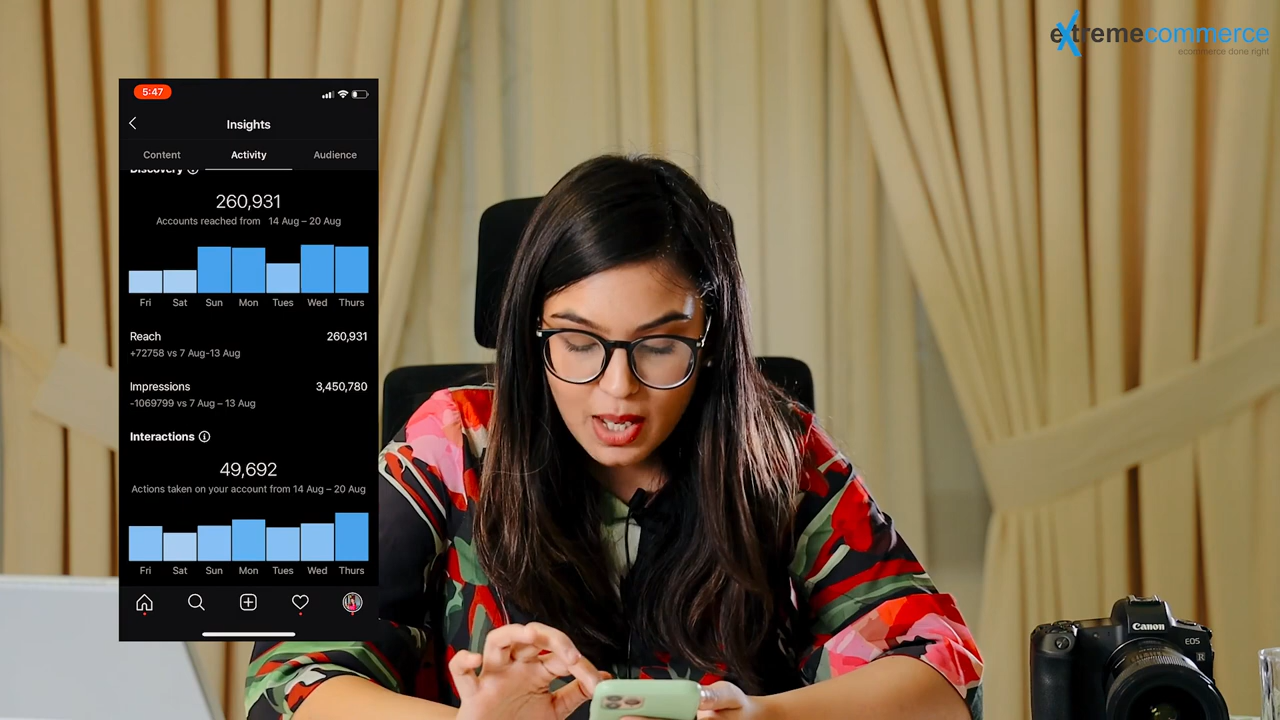 extremecommerce
ecommerce done right
5:47
Insights
Content Activity Audience
Discovery
260,931
Accounts reached from 14 Aug – 20 Aug
Fri Sat Sun Mon Tues Wed Thurs
Reach 260,931
+72758 vs 7 Aug-13 Aug
Impressions 3,450,780
-1069799 vs 7 Aug – 13 Aug
Interactions
49,692
Actions taken on your account from 14 Aug – 20 Aug
Fri Sat Sun Mon Tues Wed Thurs
Canon
EOS
R